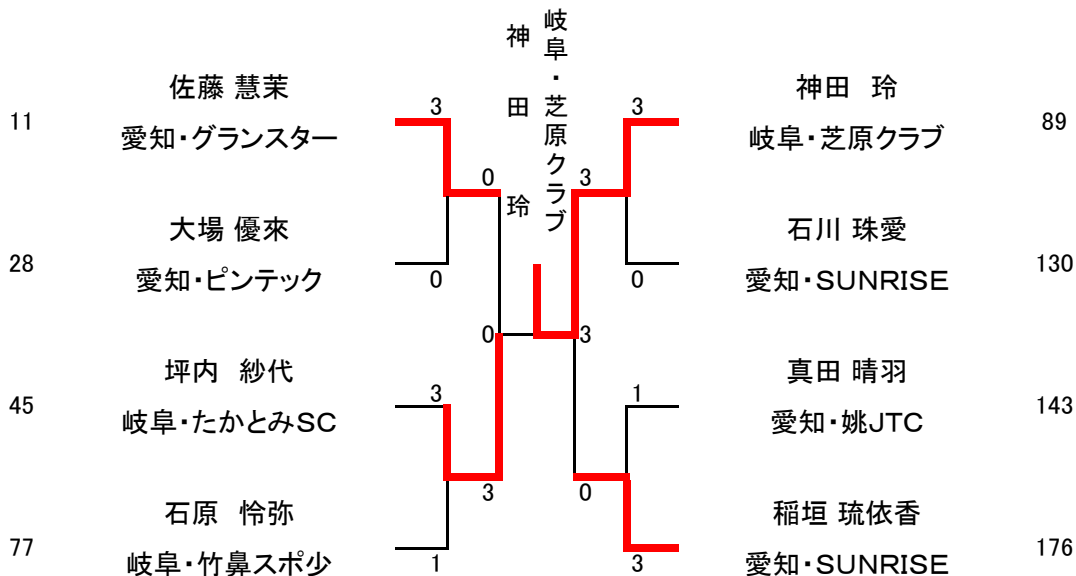 岐阜・芝原クラブ
神田 玲
佐藤 慧茉
11
愛知・グランスター
3
大場 優來
28
愛知・ピンテック
0
0
坪内 紗代
45
岐阜・たかとみSC
3
0
石原 怜弥
77
岐阜・竹鼻スポ少
1
3
神田 玲
89
岐阜・芝原クラブ
3
3
石川 珠愛
130
愛知・SUNRISE
0
3
真田 晴羽
143
愛知・姚JTC
1
0
稲垣 琉依香
176
愛知・SUNRISE
3